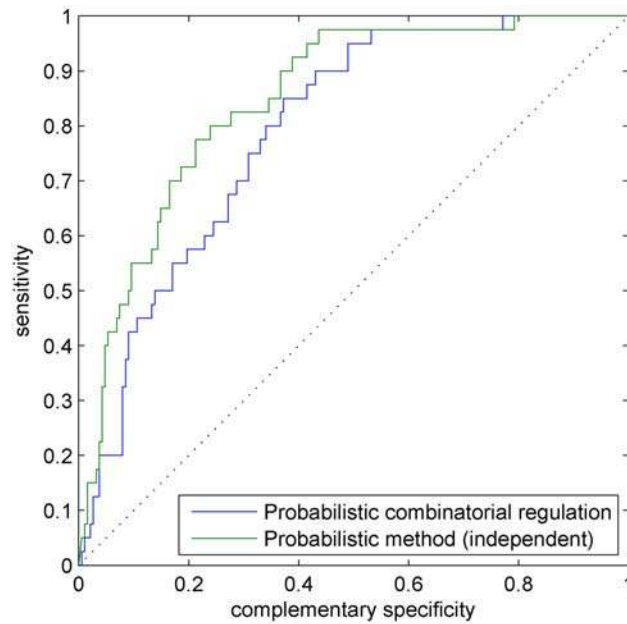 1
0.9
0.8
0.7
0.6
0.5
0.4
0.3
0.2
0.1
0
sensitivity
Probabilistic combinatorial regulation
Probabilistic method (independent)
0 0.2 0.4 0.6 0.8 1
complementary specificity